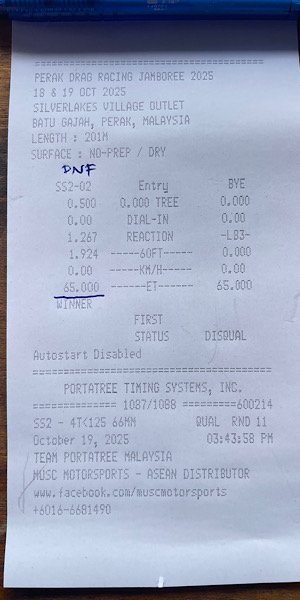 PERAK DRAG RACING JAMBOREE 2025
18 & 19 OCT 2025
SILVERLAKES VILLAGE OUTLET
BATU GAJAH, PERAK, MALAYSIA
LENGTH : 201M
SURFACE : NO-PREP / DRY
DNF
SS2-02 Entry BYE
0.500 0.000 TREE 0.000
0.00 DIAL-IN 0.00
1.267 REACTION -LB3-
1.924 -----60FT----- 0.000
0.00 -----KM/H----- 0.00
65.000 ------ET------ 65.000
WINNER
FIRST
STATUS DISQUAL
Autostart Disabled
PORTATREE TIMING SYSTEMS, INC.
============= 1087/1088 =========600214
SS2 - 4T<125 66MM QUAL RND 11
October 19, 2025 03:43:58 PM
TEAM PORTATREE MALAYSIA
MUSC MOTORSPORTS - ASEAN DISTRIBUTOR
www.facebook.com/muscmotorsports
+6016-6681490